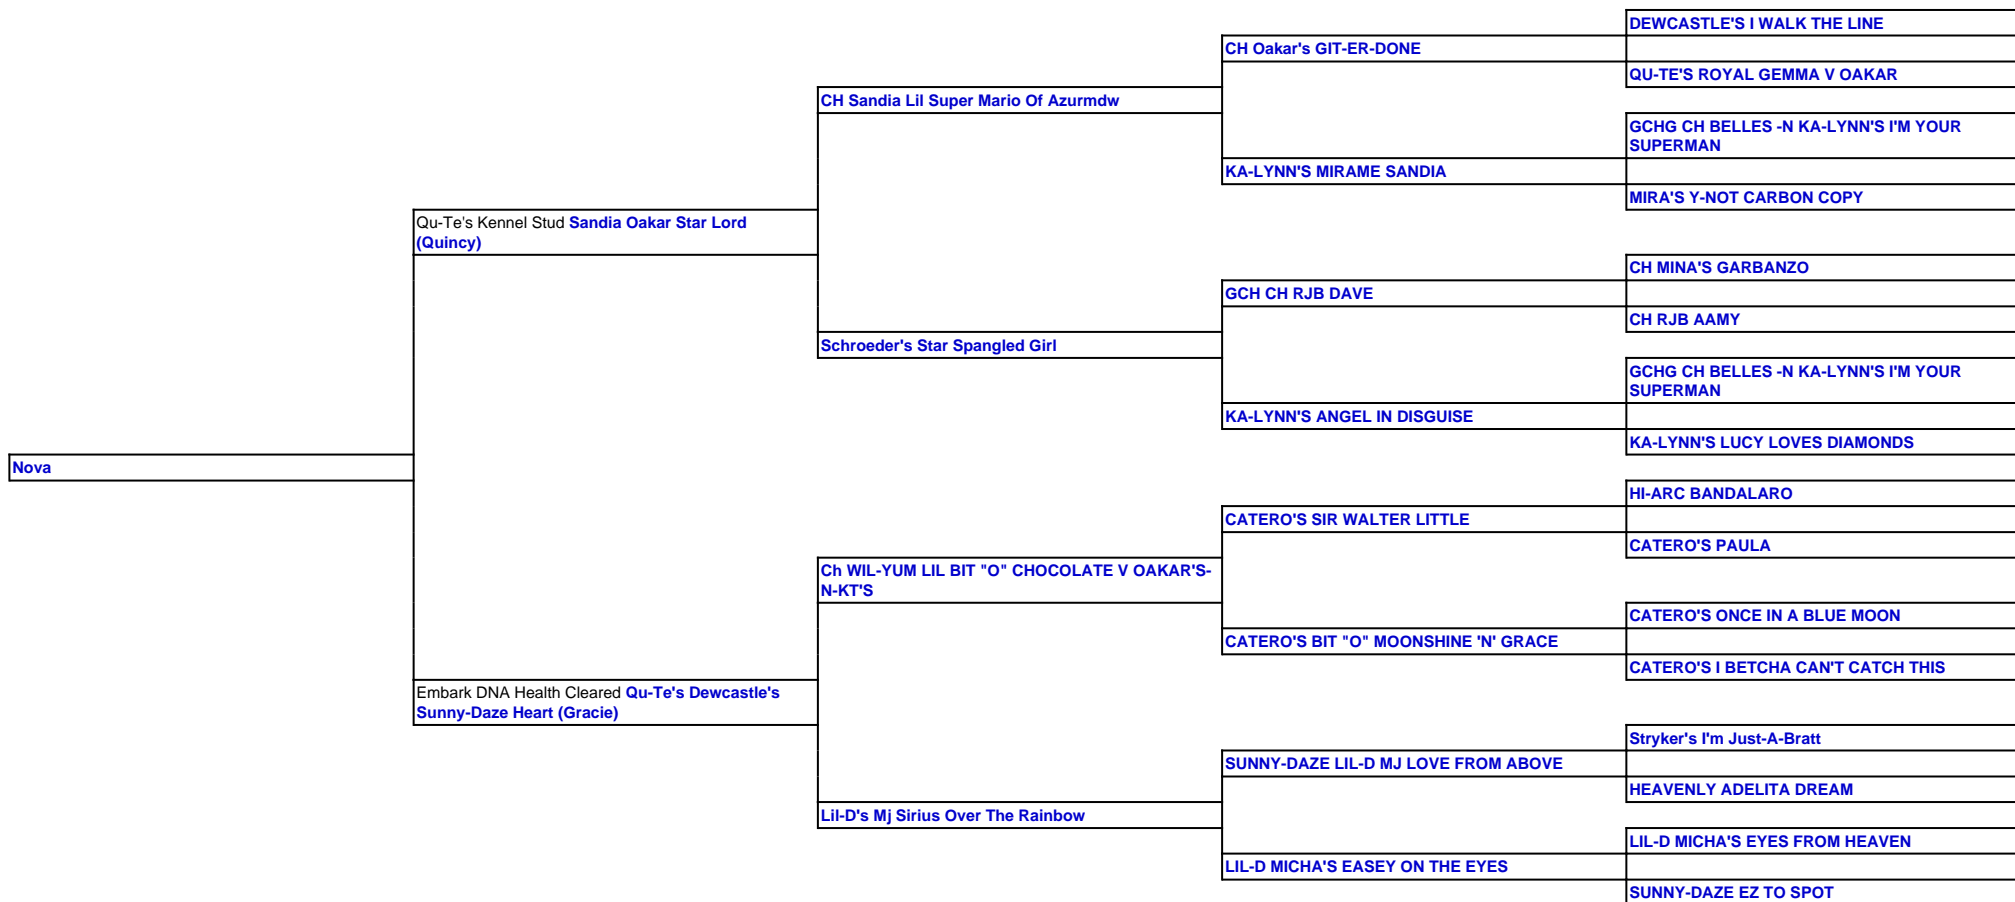 DEWCASTLE'S I WALK THE LINE
CH Oakar's GIT-ER-DONE
QU-TE'S ROYAL GEMMA V OAKAR
CH Sandia Lil Super Mario Of Azurmdw
GCHG CH BELLES -N KA-LYNN'S I'M YOUR
SUPERMAN
KA-LYNN'S MIRAME SANDIA
MIRA'S Y-NOT CARBON COPY
Qu-Te's Kennel Stud Sandia Oakar Star Lord
(Quincy)
CH MINA'S GARBANZO
GCH CH RJB DAVE
CH RJB AAMY
Schroeder's Star Spangled Girl
GCHG CH BELLES -N KA-LYNN'S I'M YOUR
SUPERMAN
KA-LYNN'S ANGEL IN DISGUISE
KA-LYNN'S LUCY LOVES DIAMONDS
Nova
HI-ARC BANDALARO
CATERO'S SIR WALTER LITTLE
CATERO'S PAULA
Ch WIL-YUM LIL BIT "O" CHOCOLATE V OAKAR'S-
N-KT'S
CATERO'S ONCE IN A BLUE MOON
CATERO'S BIT "O" MOONSHINE 'N' GRACE
CATERO'S I BETCHA CAN'T CATCH THIS
Embark DNA Health Cleared Qu-Te's Dewcastle's
Sunny-Daze Heart (Gracie)
Stryker's I'm Just-A-Bratt
SUNNY-DAZE LIL-D MJ LOVE FROM ABOVE
HEAVENLY ADELITA DREAM
Lil-D's Mj Sirius Over The Rainbow
LIL-D MICHA'S EYES FROM HEAVEN
LIL-D MICHA'S EASEY ON THE EYES
SUNNY-DAZE EZ TO SPOT